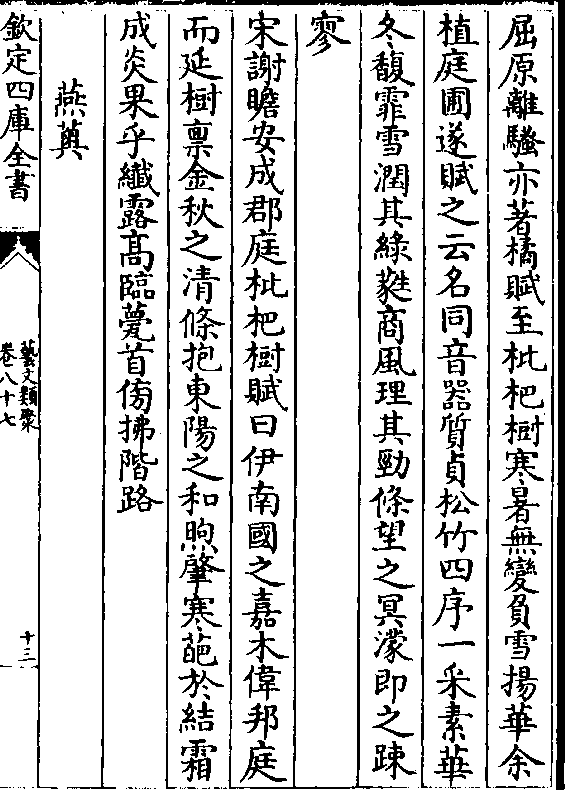 屈原離騷亦著橘賦至枇杷樹寒暑無變負雪揚華余
植庭圃遂賦之云名同音器質貞松竹四序一采素華
冬馥霏雪潤其綠蕤商風理其勁條望之冥濛即之疎
寥
宋謝瞻安成郡庭枇杷樹賦曰伊南國之嘉木偉邦庭
而延樹禀金秋之清條抱東陽之和煦肇寒葩於結霜
成炎果乎纎露髙臨甍首傍拂階路
燕薁
欽定四庫全書
藝文類聚
卷八十七
十三